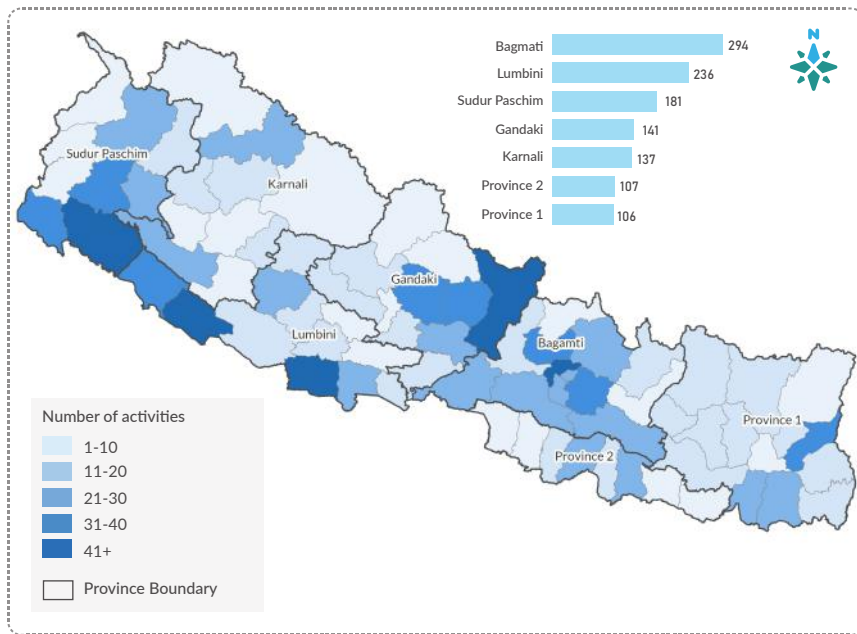 N
Bagmati 294
Lumbini 236
Sudur Paschim 181
Gandaki 141
Karnali 137
Province 2 107
Province 1 106
Sudur Paschim
Karnali
Gandaki
Lumbini
Bagamti
Province 1
Province 2
Number of activities
1-10
11-20
21-30
31-40
41+
Province Boundary